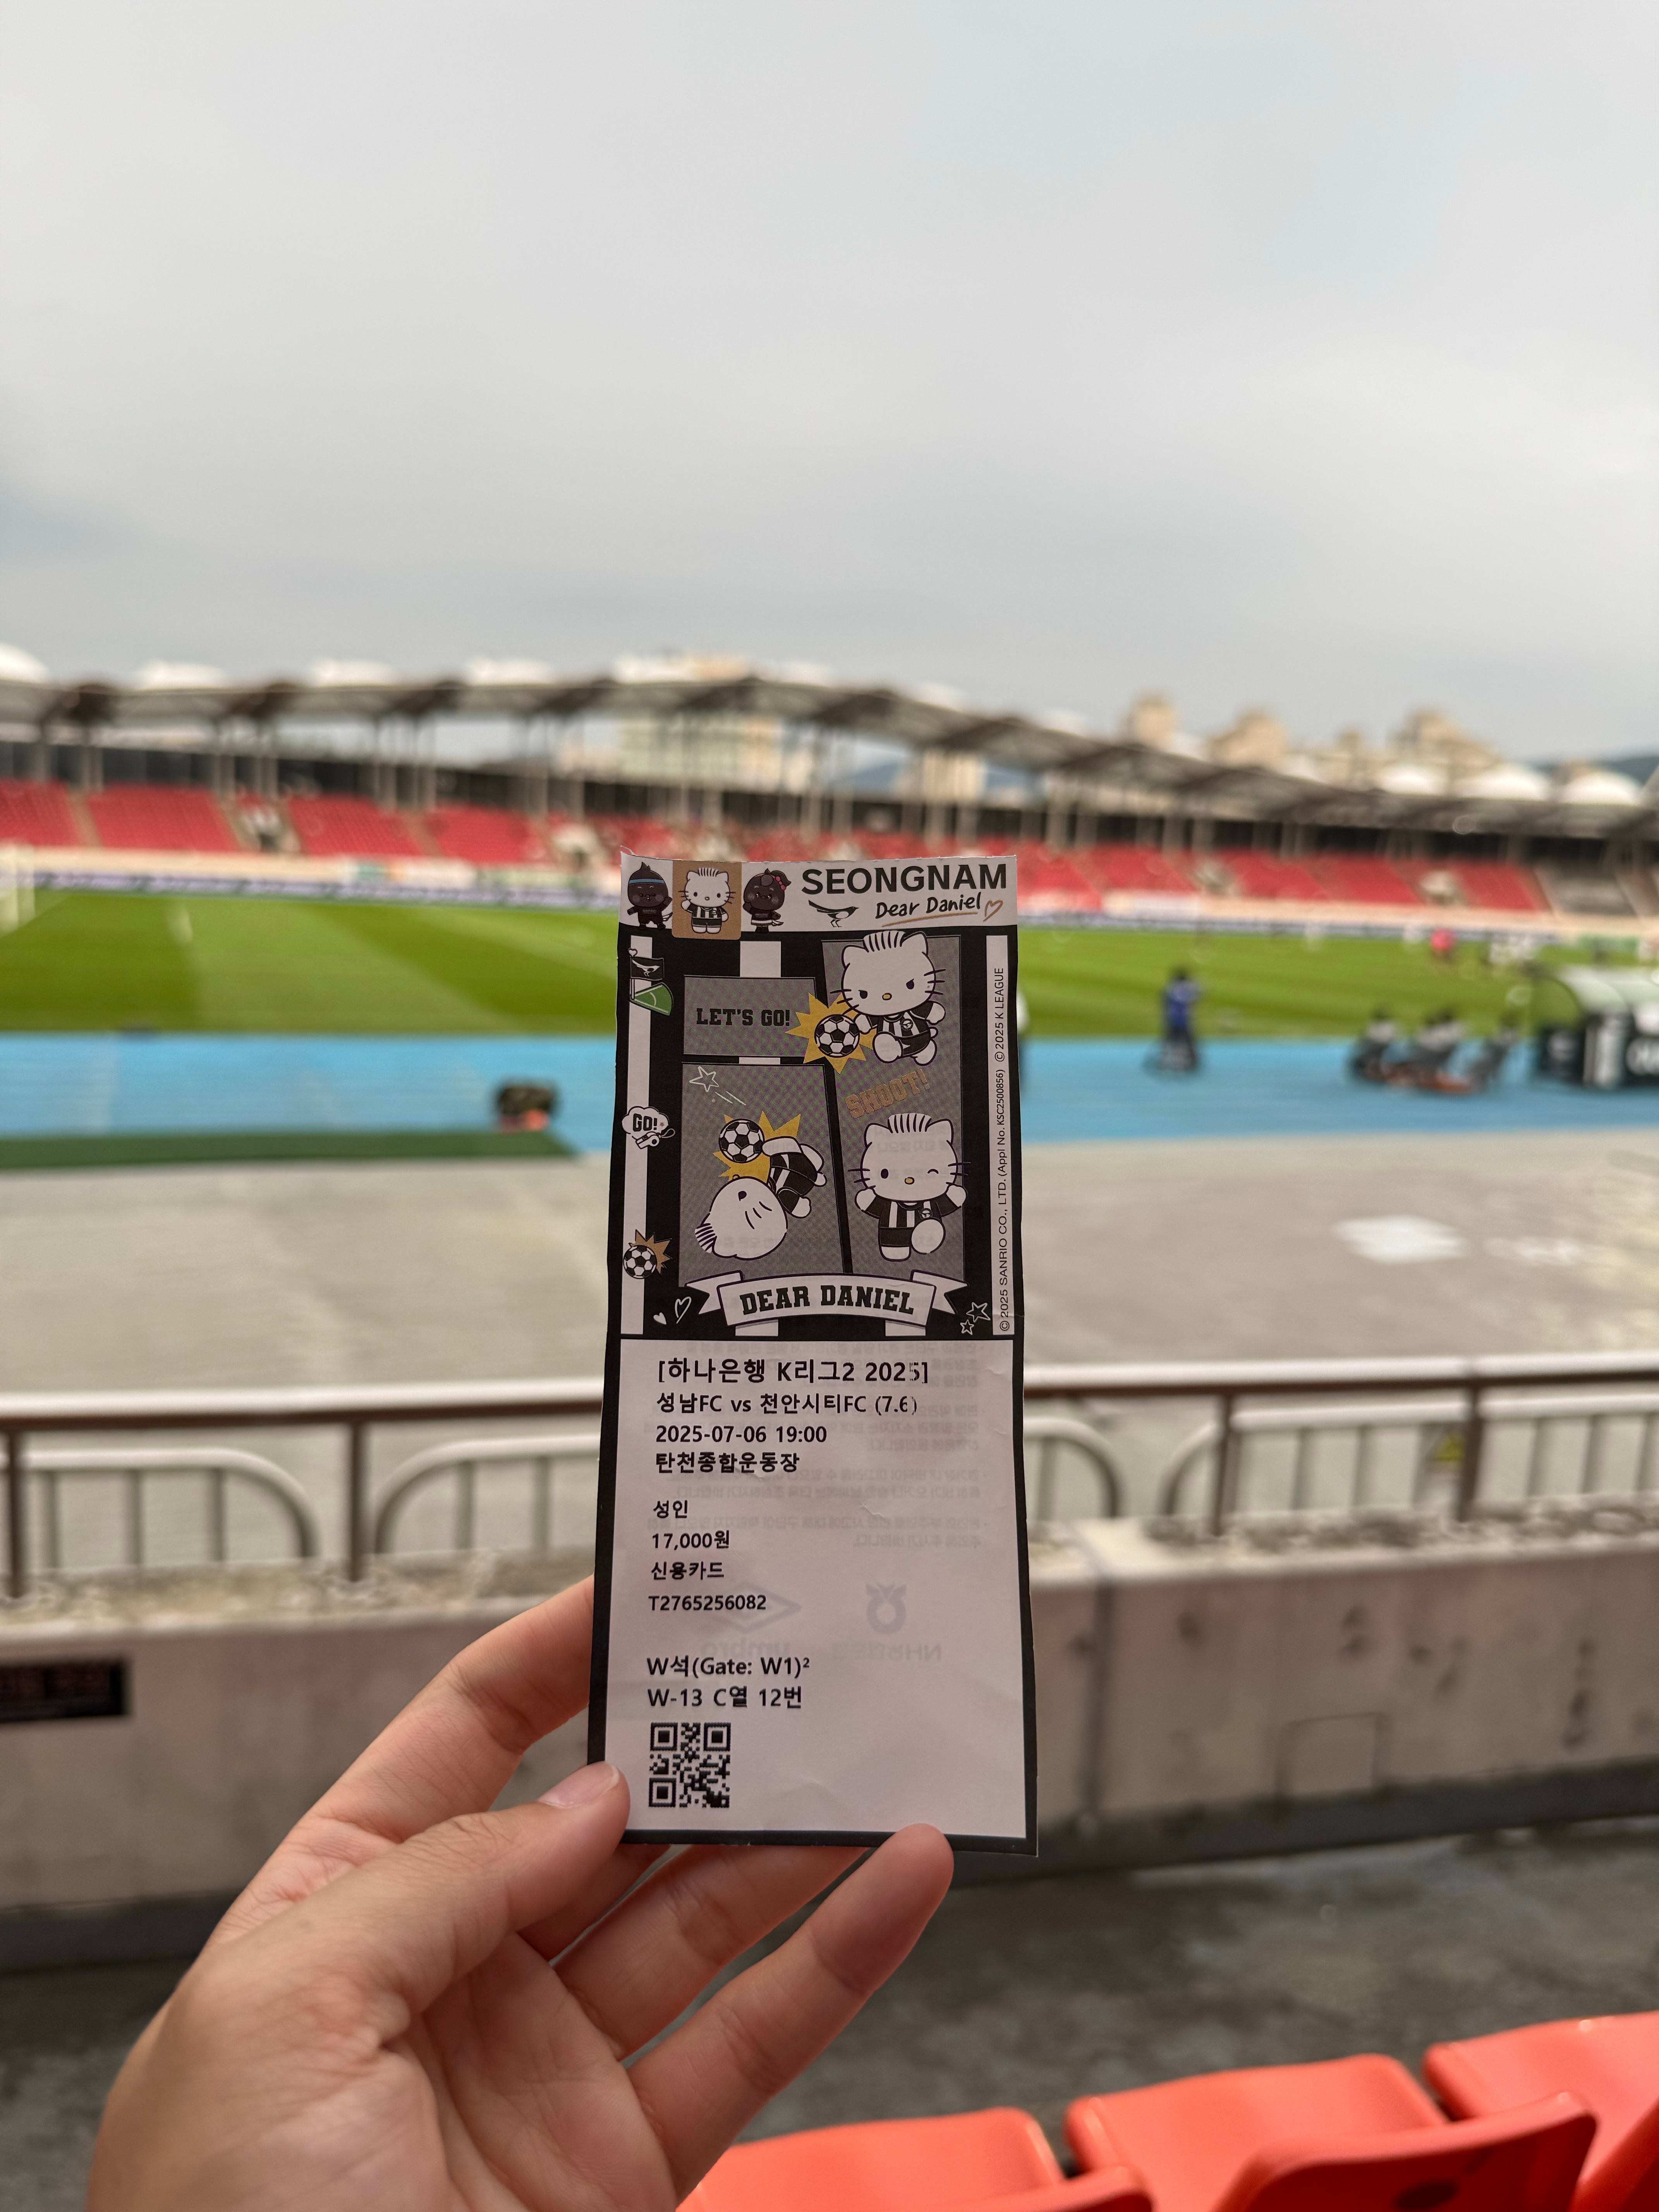 SEONGNAM
Dear Daniel
LET'S GO!
SHOOT!
GO!
DEAR DANIEL
© 2025 SANRIO CO., LTD. (Appl No. KSC2500856) © 2025 K LEAGUE
[하나은행 K리그2 2025]
성남FC vs 천안시티FC (7.6)
2025-07-06 19:00
탄천종합운동장
성인
17,000원
신용카드
T2765256082
W석(Gate: W1)²
W-13 C열 12번